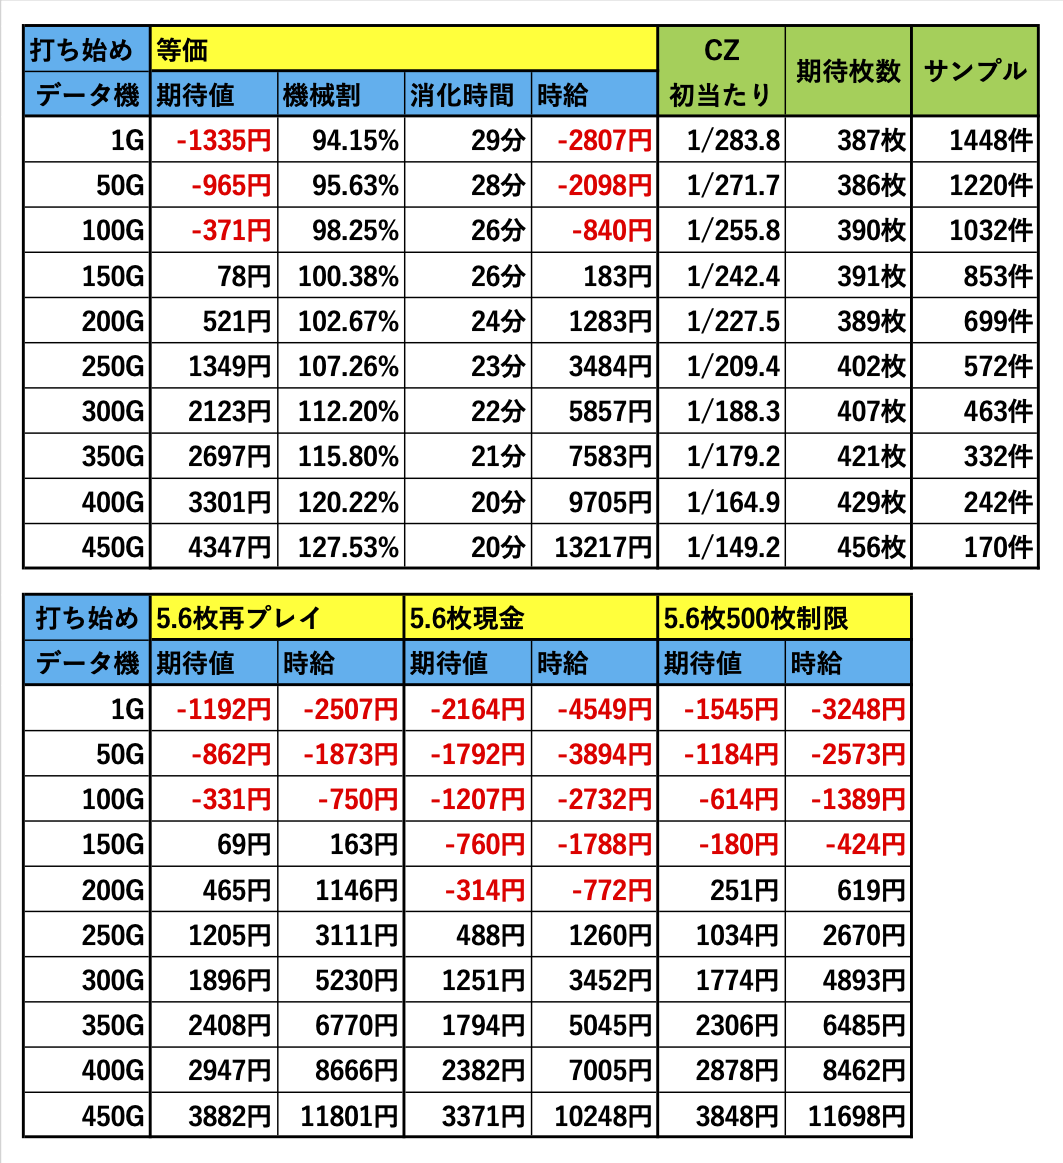 打ち始め 等価 CZ 期待枚数 サンプル
データ機 期待値 機械割 消化時間 時給 初当たり
1G -1335円 94.15% 29分 -2807円 1/283.8 387枚 1448件
50G -965円 95.63% 28分 -2098円 1/271.7 386枚 1220件
100G -371円 98.25% 26分 -840円 1/255.8 390枚 1032件
150G 78円 100.38% 26分 183円 1/242.4 391枚 853件
200G 521円 102.67% 24分 1283円 1/227.5 389枚 699件
250G 1349円 107.26% 23分 3484円 1/209.4 402枚 572件
300G 2123円 112.20% 22分 5857円 1/188.3 407枚 463件
350G 2697円 115.80% 21分 7583円 1/179.2 421枚 332件
400G 3301円 120.22% 20分 9705円 1/164.9 429枚 242件
450G 4347円 127.53% 20分 13217円 1/149.2 456枚 170件
打ち始め 5.6枚再プレイ 5.6枚現金 5.6枚500枚制限
データ機 期待値 時給 期待値 時給 期待値 時給
1G -1192円 -2507円 -2164円 -4549円 -1545円 -3248円
50G -862円 -1873円 -1792円 -3894円 -1184円 -2573円
100G -331円 -750円 -1207円 -2732円 -614円 -1389円
150G 69円 163円 -760円 -1788円 -180円 -424円
200G 465円 1146円 -314円 -772円 251円 619円
250G 1205円 3111円 488円 1260円 1034円 2670円
300G 1896円 5230円 1251円 3452円 1774円 4893円
350G 2408円 6770円 1794円 5045円 2306円 6485円
400G 2947円 8666円 2382円 7005円 2878円 8462円
450G 3882円 11801円 3371円 10248円 3848円 11698円